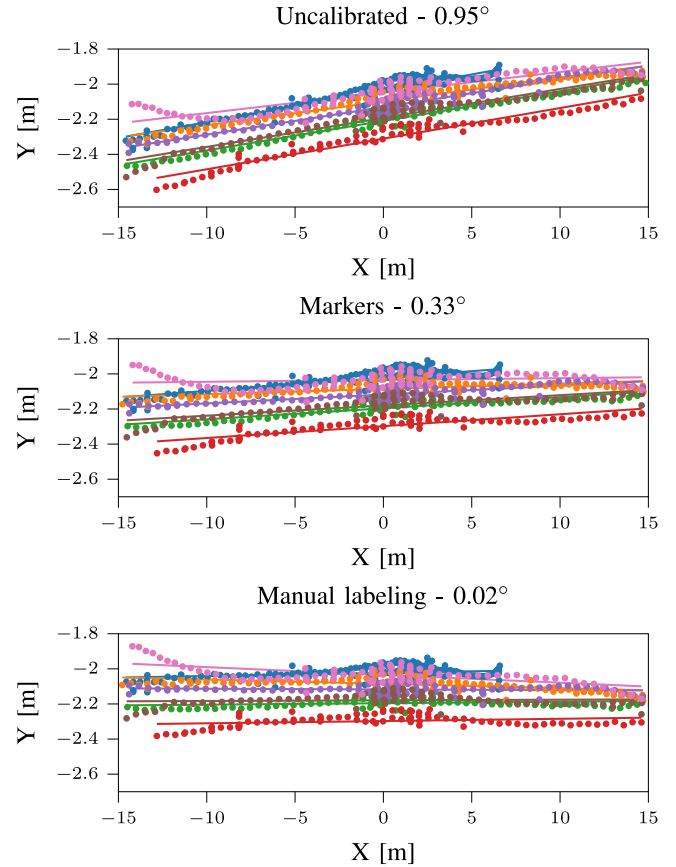 Uncalibrated - 0.95°
−1.8
−2
−2.2
−2.4
−2.6
Y [m]
−15 −10 −5 0 5 10 15
X [m]
Markers - 0.33°
−1.8
−2
−2.2
−2.4
−2.6
Y [m]
−15 −10 −5 0 5 10 15
X [m]
Manual labeling - 0.02°
−1.8
−2
−2.2
−2.4
−2.6
Y [m]
−15 −10 −5 0 5 10 15
X [m]